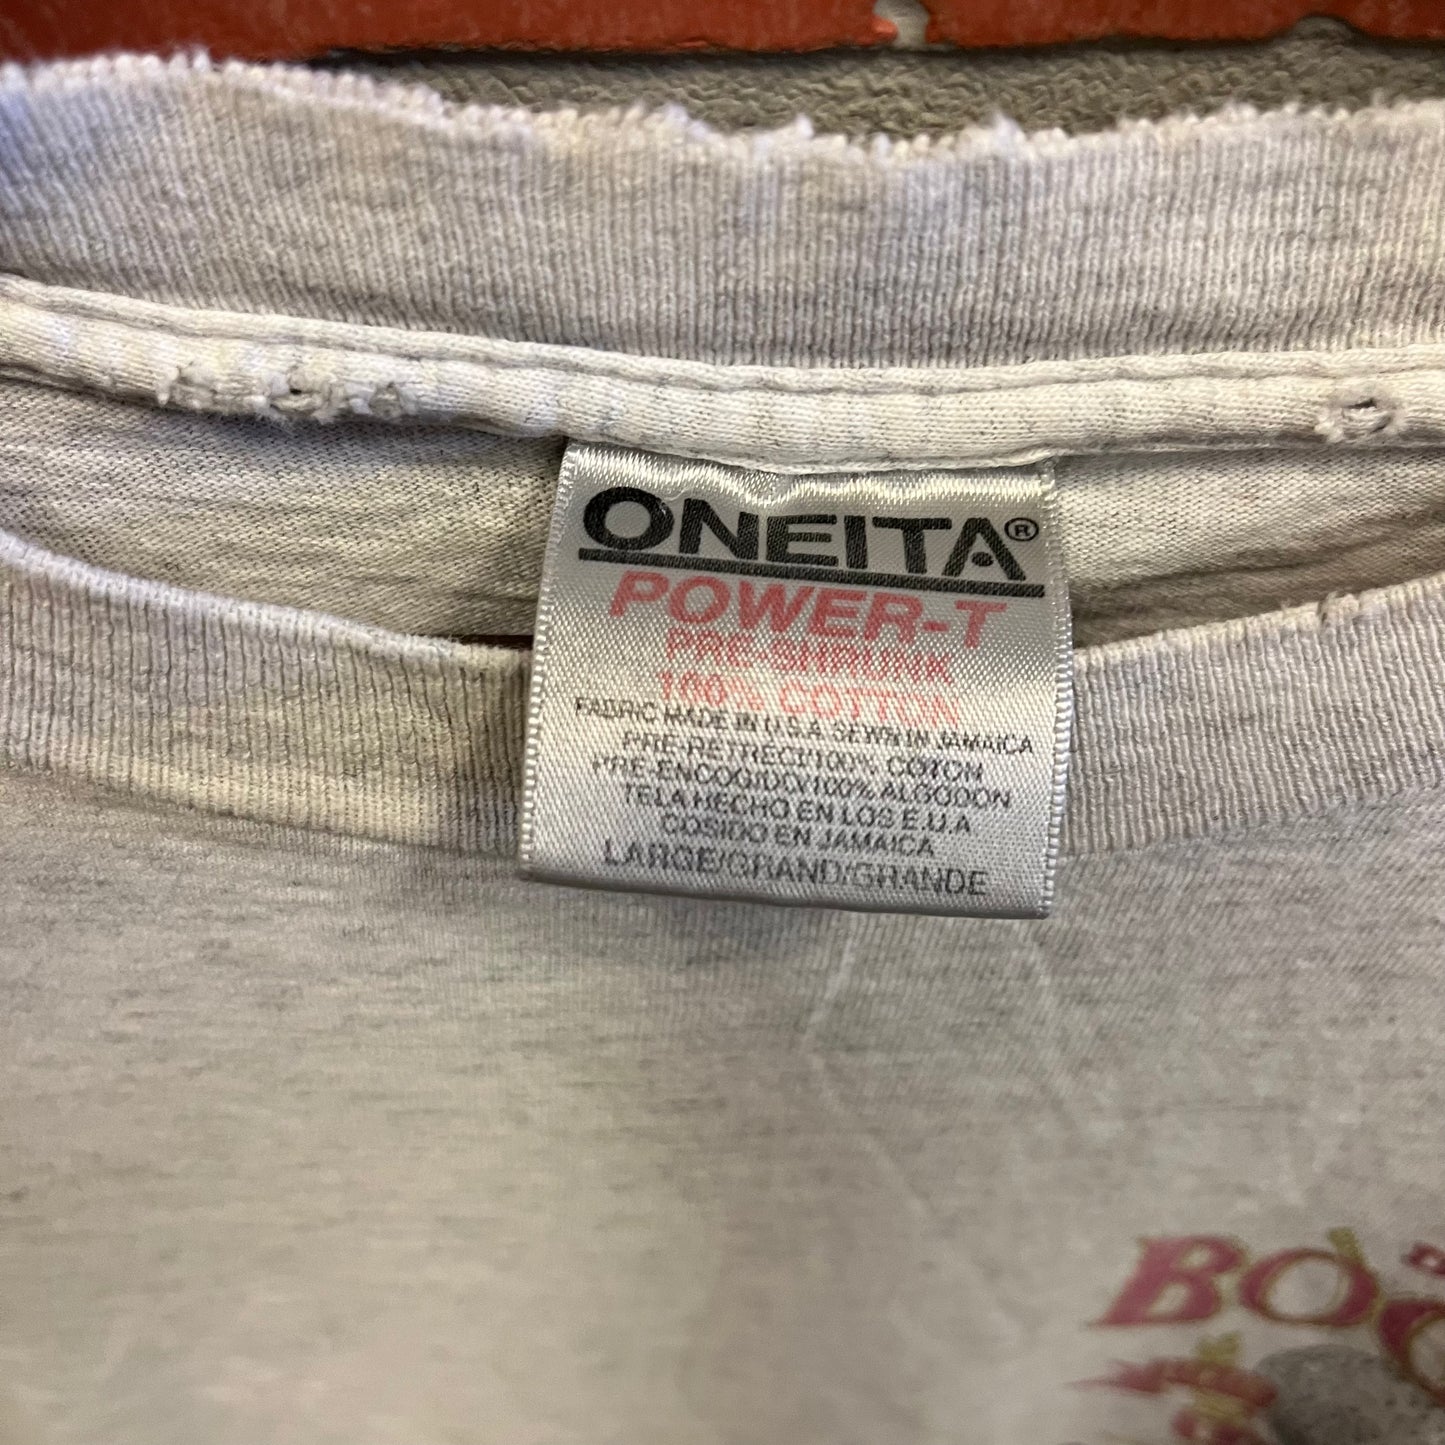 ONEITA®
POWER-T
PRE-SHRUNK
100% COTTON
FABRIC MADE IN U.S.A SEWN IN JAMAICA
PRE-RETRECI/100% COTON
PRE-ENCOGIDO/100% ALGODON
TELA HECHO EN LOS E.U.A
COSIDO EN JAMAICA
LARGE/GRAND/GRANDE